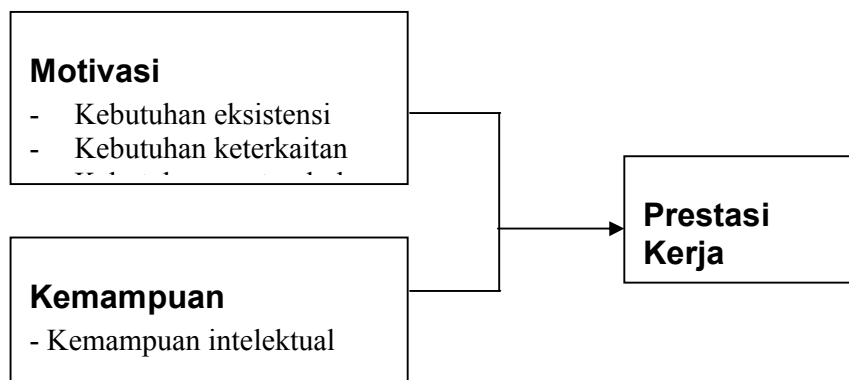 Motivasi
- Kebutuhan eksistensi
- Kebutuhan keterkaitan
Prestasi
Kerja
Kemampuan
- Kemampuan intelektual